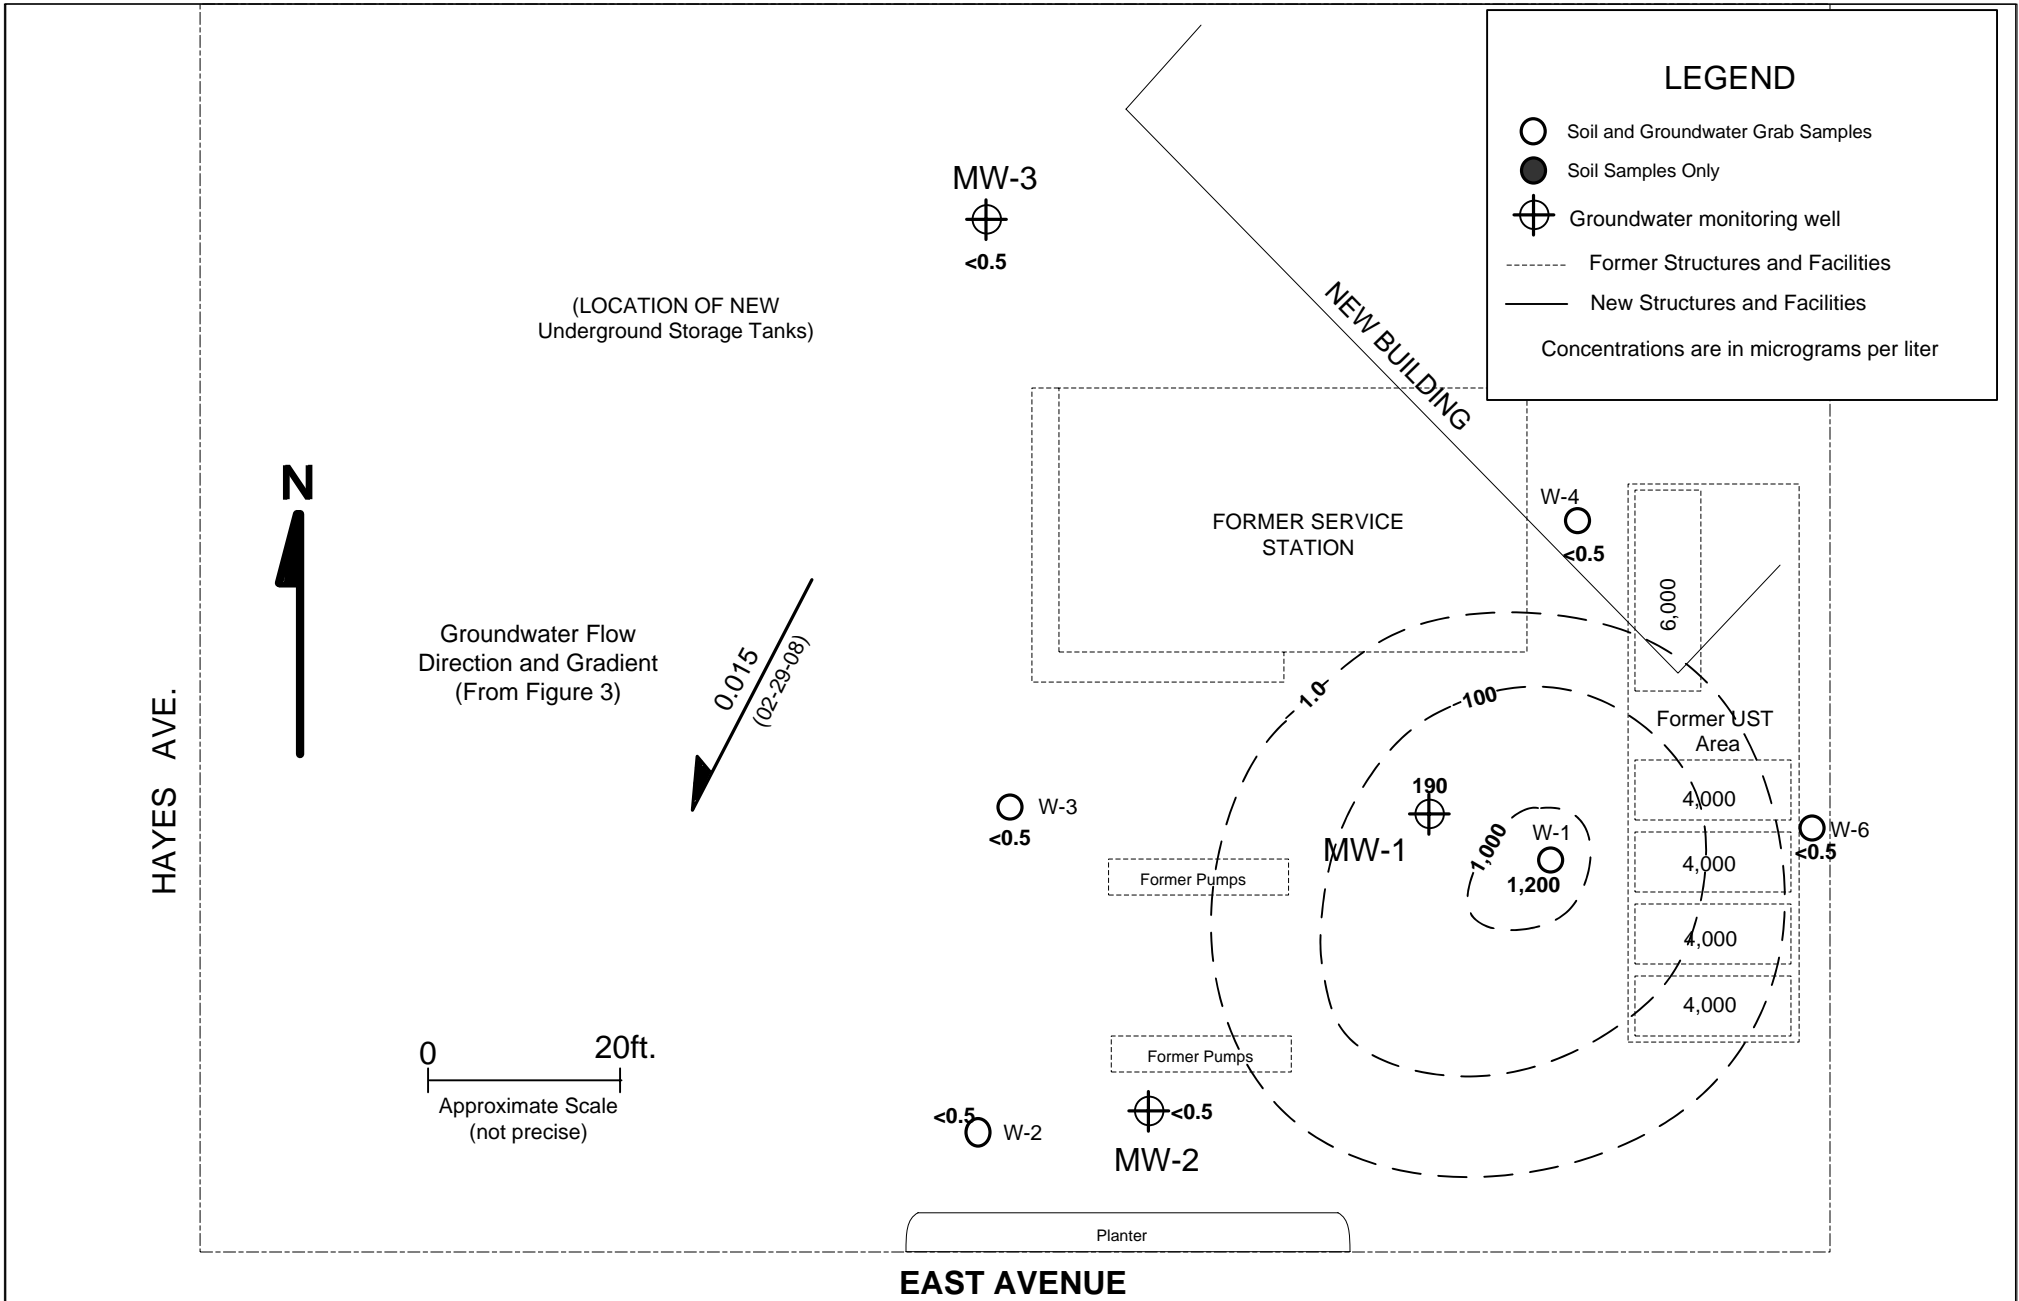 LEGEND
Soil and Groundwater Grab Samples
Soil Samples Only
Groundwater monitoring well
Former Structures and Facilities
New Structures and Facilities
Concentrations are in micrograms per liter
MW-3
<0.5
(LOCATION OF NEW
Underground Storage Tanks)
NEW BUILDING
N
FORMER SERVICE
STATION
W-4
<0.5
6,000
Groundwater Flow
Direction and Gradient
(From Figure 3)
0.015
(02-29-08)
HAYES AVE.
1.0
100
Former UST
Area
190
MW-1
1,000
W-1
1,200
4,000
4,000
4,000
4,000
W-6
<0.5
W-3
<0.5
Former Pumps
Former Pumps
0
20ft.
Approximate Scale
(not precise)
<0.5
W-2
<0.5
MW-2
Planter
EAST AVENUE